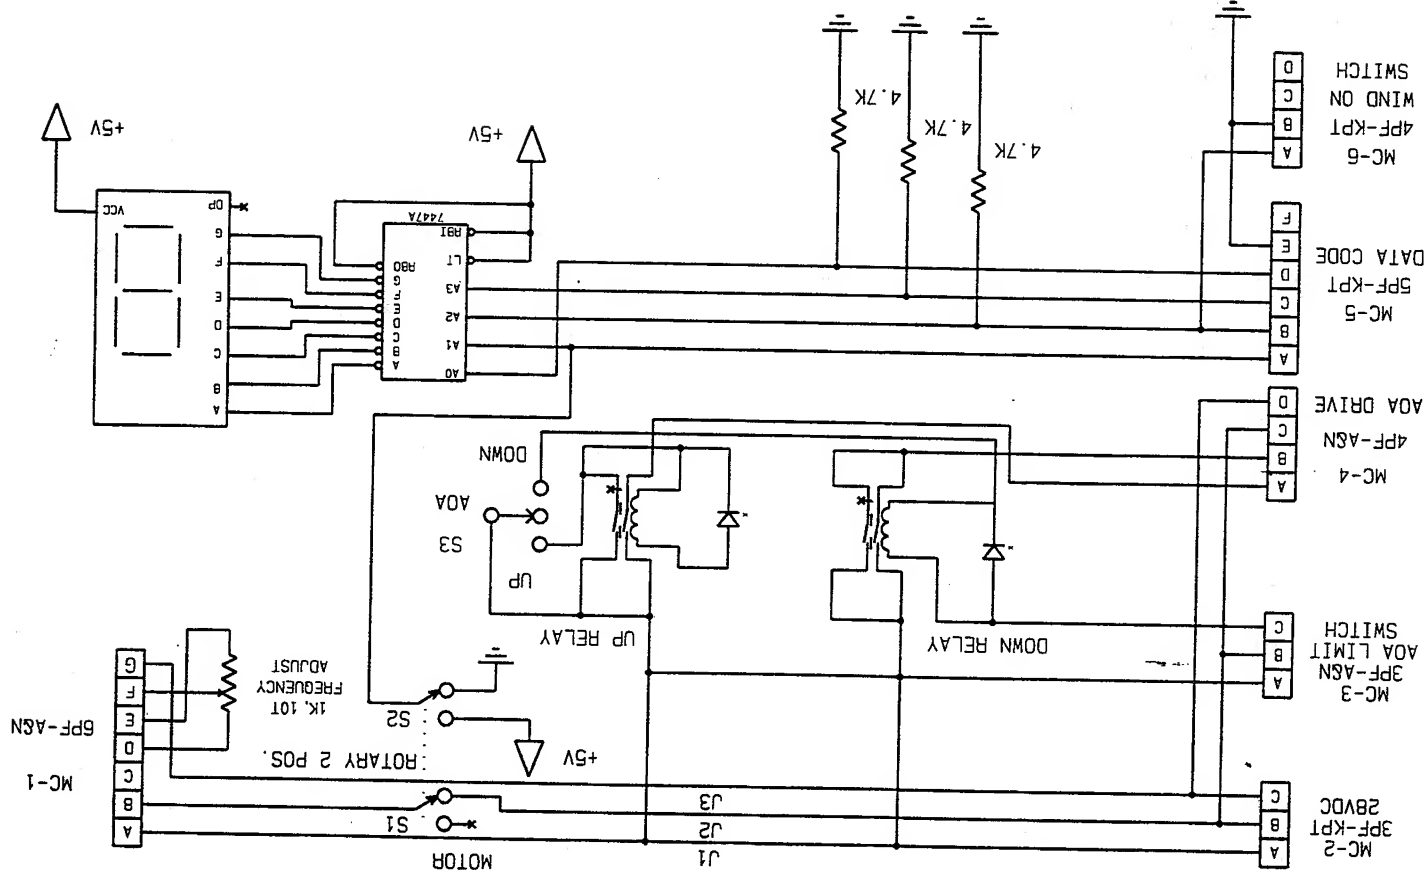 MOTOR
J1
MC-2
3PF-KPT
28VDC
A
B
C
A
B
C
D
E
F
G
MC-1
6PF-A&N
S1
J2
J3
ROTARY 2 POS.
+5V
S2
1K, 10T
FREQUENCY
ADJUST
MC-3
3PF-A&N
AOA LIMIT
SWITCH
A
B
C
DOWN RELAY
UP RELAY
UP
S3
AOA
DOWN
MC-4
4PF-A&N
AOA DRIVE
A
B
C
D
MC-5
5PF-KPT
DATA CODE
A
B
C
D
E
F
A0
A1
A2
A3
LT
RBI
A
B
C
D
E
F
G
RBO
7447A
A
B
C
D
E
F
G
DP
VCC
+5V
+5V
4.7K
4.7K
4.7K
MC-6
4PF-KPT
WIND ON
SWITCH
A
B
C
D